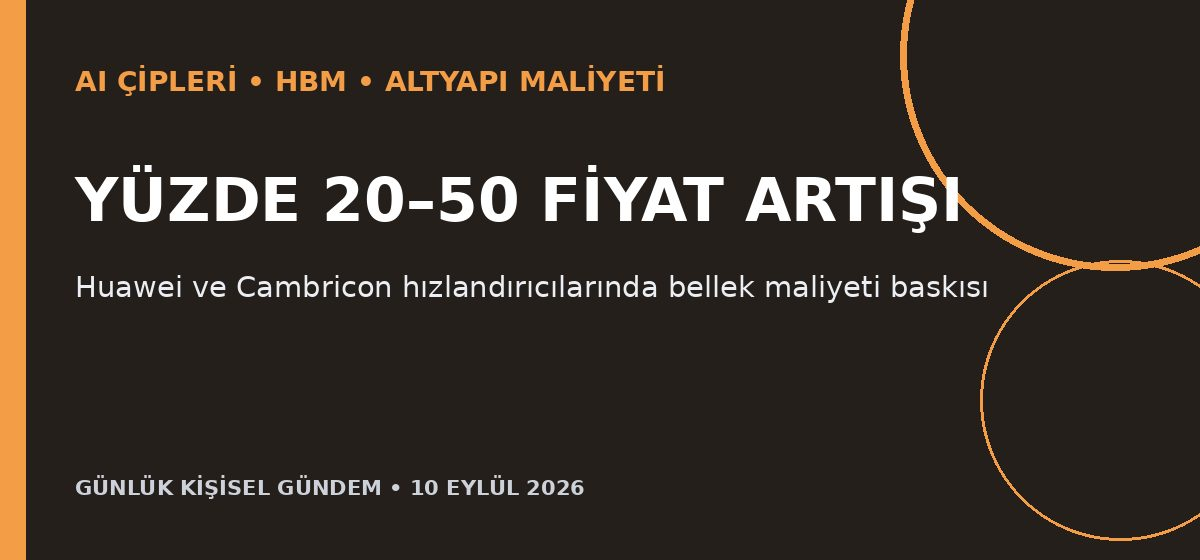 AI ÇİPLERİ • HBM • ALTYAPI MALİYETİ
YÜZDE 20–50 FİYAT ARTIŞI
Huawei ve Cambricon hızlandırıcılarında bellek maliyeti baskısı
GÜNLÜK KİŞİSEL GÜNDEM • 10 EYLÜL 2026